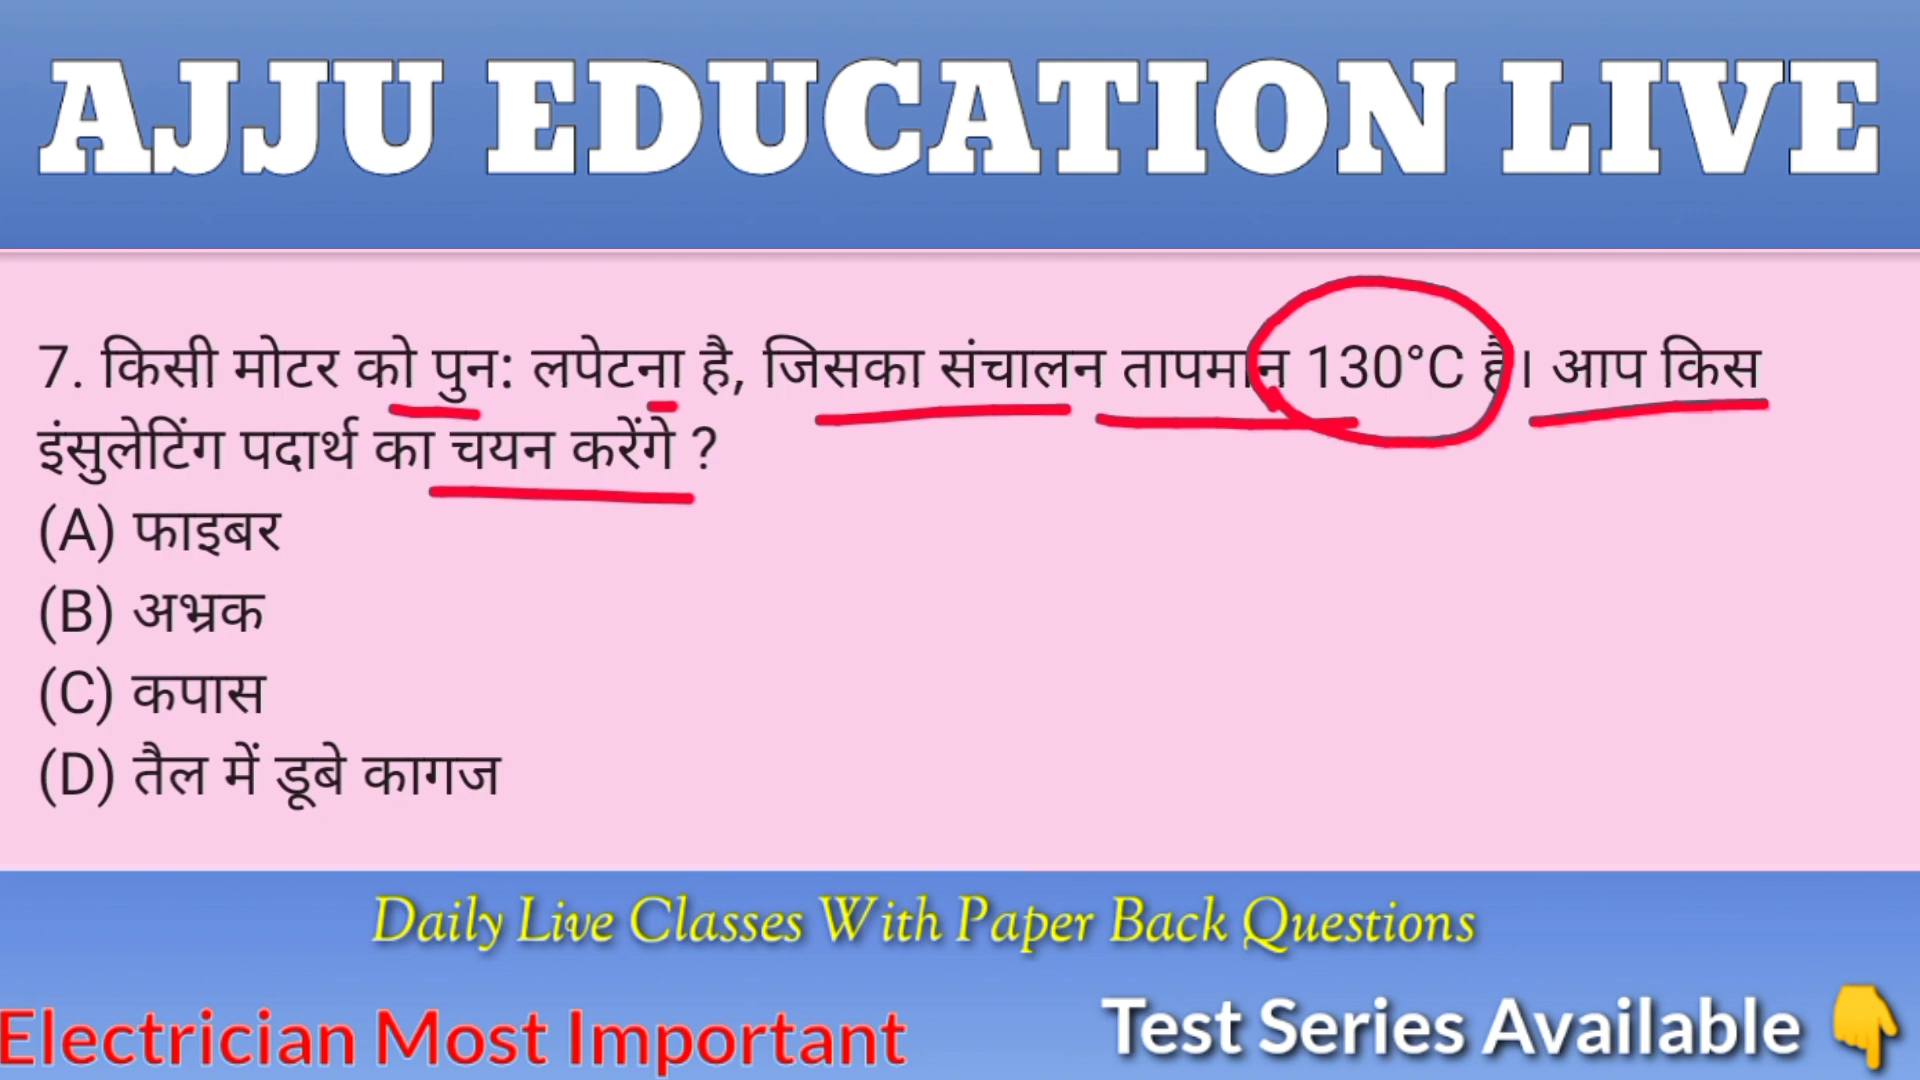 AJJU EDUCATION LIVE
7. किसी मोटर को पुन: लपेटना है, जिसका संचालन तापमान 130°C है। आप किस
इंसुलेटिंग पदार्थ का चयन करेंगे ?
(A) फाइबर
(B) अभ्रक
(C) कपास
(D) तैल में डूबे कागज
Daily Live Classes With Paper Back Questions
Electrician Most Important
Test Series Available 👇